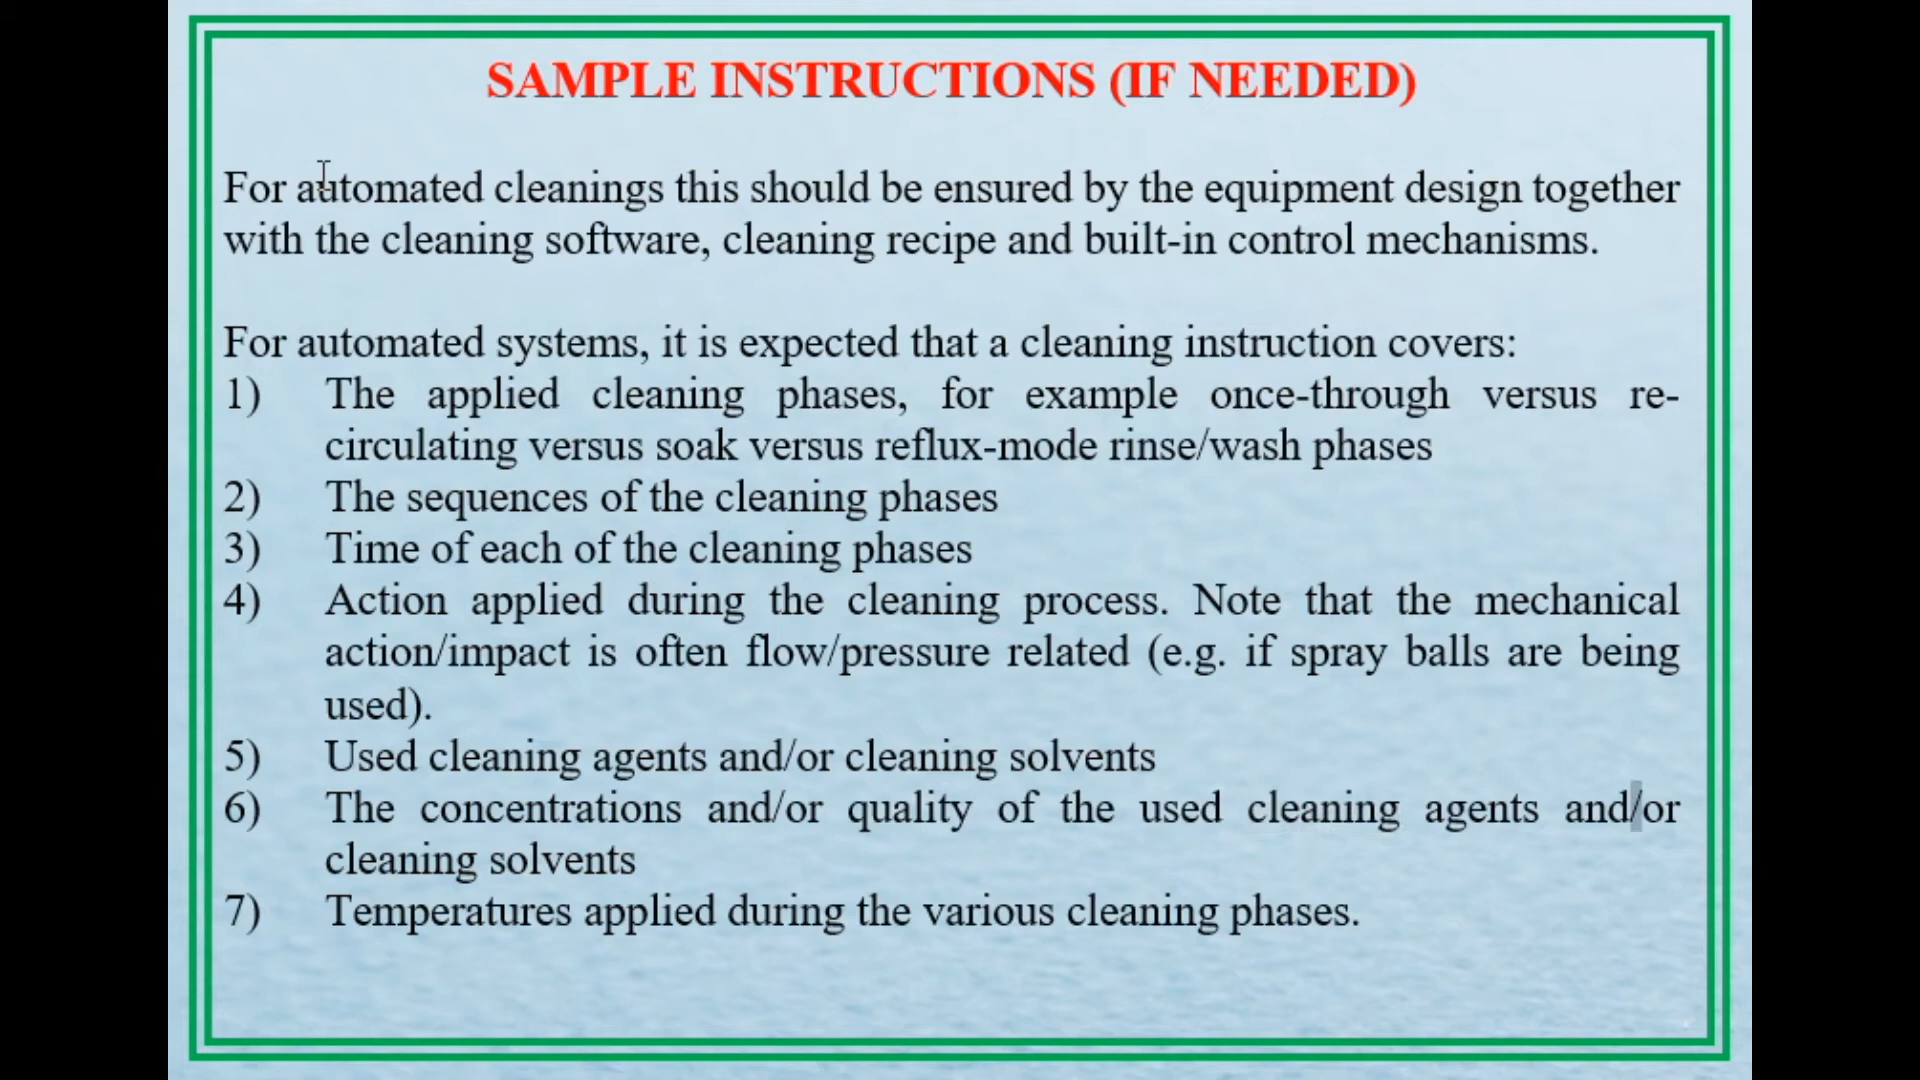 SAMPLE INSTRUCTIONS (IF NEEDED)
For automated cleanings this should be ensured by the equipment design together
with the cleaning software, cleaning recipe and built-in control mechanisms.
For automated systems, it is expected that a cleaning instruction covers:
1) The applied cleaning phases, for example once-through versus re-
circulating versus soak versus reflux-mode rinse/wash phases
2) The sequences of the cleaning phases
3) Time of each of the cleaning phases
4) Action applied during the cleaning process. Note that the mechanical
action/impact is often flow/pressure related (e.g. if spray balls are being
used).
5) Used cleaning agents and/or cleaning solvents
6) The concentrations and/or quality of the used cleaning agents and/or
cleaning solvents
7) Temperatures applied during the various cleaning phases.